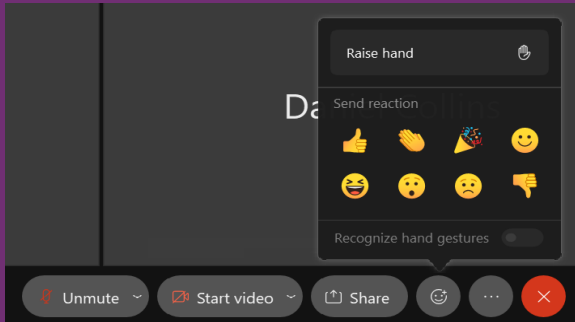 Raise hand
Send reaction
Recognize hand gestures
Unmute
Start video
Share